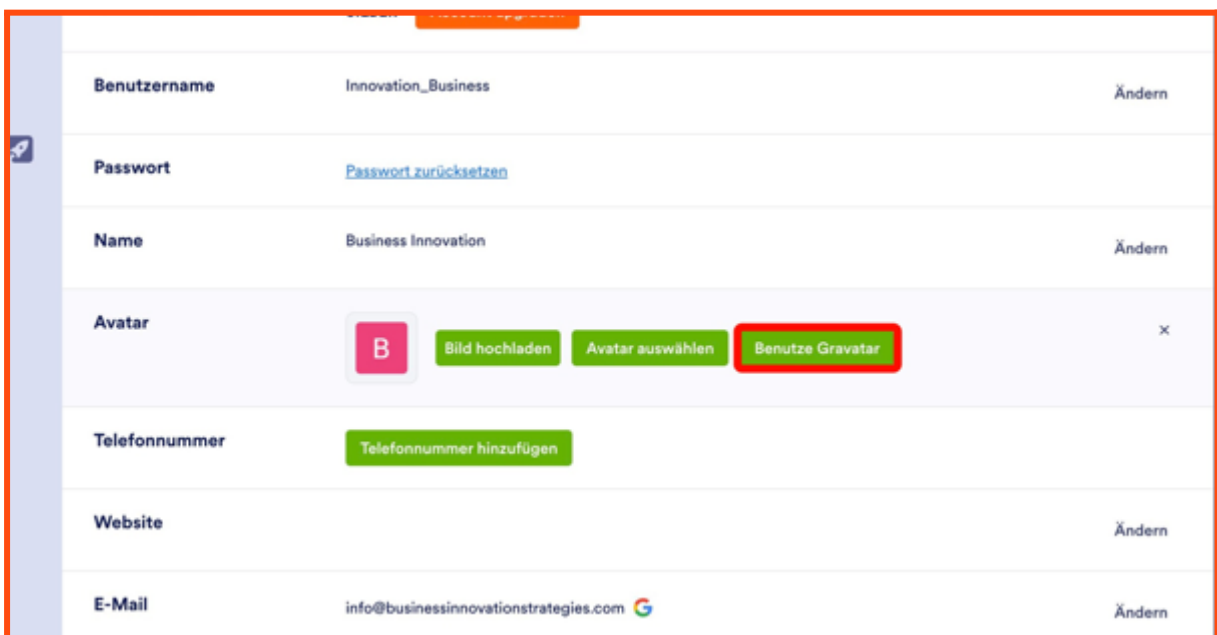 Benutzername Innovation_Business Ändern
Passwort Passwort zurücksetzen
Name Business Innovation Ändern
Avatar B Bild hochladen Avatar auswählen Benutze Gravatar ×
Telefonnummer Telefonnummer hinzufügen
Website Ändern
E-Mail info@businessinnovationstrategies.com G Ändern